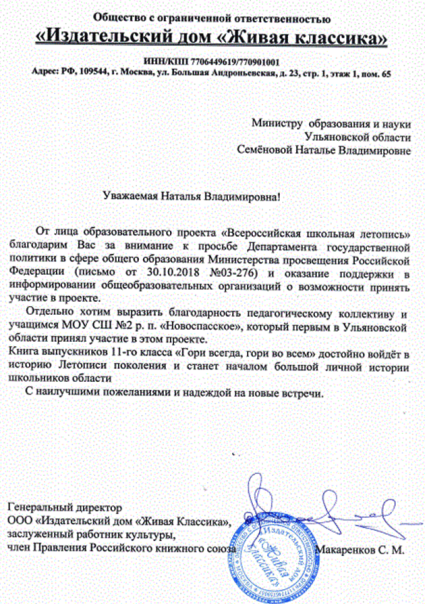 Общество с ограниченной ответственностью
«Издательский дом «Живая классика»
ИНН/КПП 7706449619/770901001
Адрес: РФ, 109544, г. Москва, ул. Большая Андроньевская, д. 23, стр. 1, этаж 1, пом. 65
Министру образования и науки
Ульяновской области
Семёновой Наталье Владимировне
Уважаемая Наталья Владимировна!
От лица образовательного проекта «Всероссийская школьная летопись»
благодарим Вас за внимание к просьбе Департамента государственной
политики в сфере общего образования Министерства просвещения Российской
Федерации (письмо от 30.10.2018 №03-276) и оказание поддержки в
информировании общеобразовательных организаций о возможности принять
участие в проекте.
Отдельно хотим выразить благодарность педагогическому коллективу и
учащимся МОУ СШ №2 р. п. «Новоспасское», который первым в Ульяновской
области принял участие в этом проекте.
Книга выпускников 11-го класса «Гори всегда, гори во всем» достойно войдёт в
историю Летописи поколения и станет началом большой личной истории
школьников области
С наилучшими пожеланиями и надеждой на новые встречи.
Генеральный директор
ООО «Издательский дом «Живая Классика»,
заслуженный работник культуры,
член Правления Российского книжного союза
Макаренков С. М.
Издательский дом
«Живая
классика»